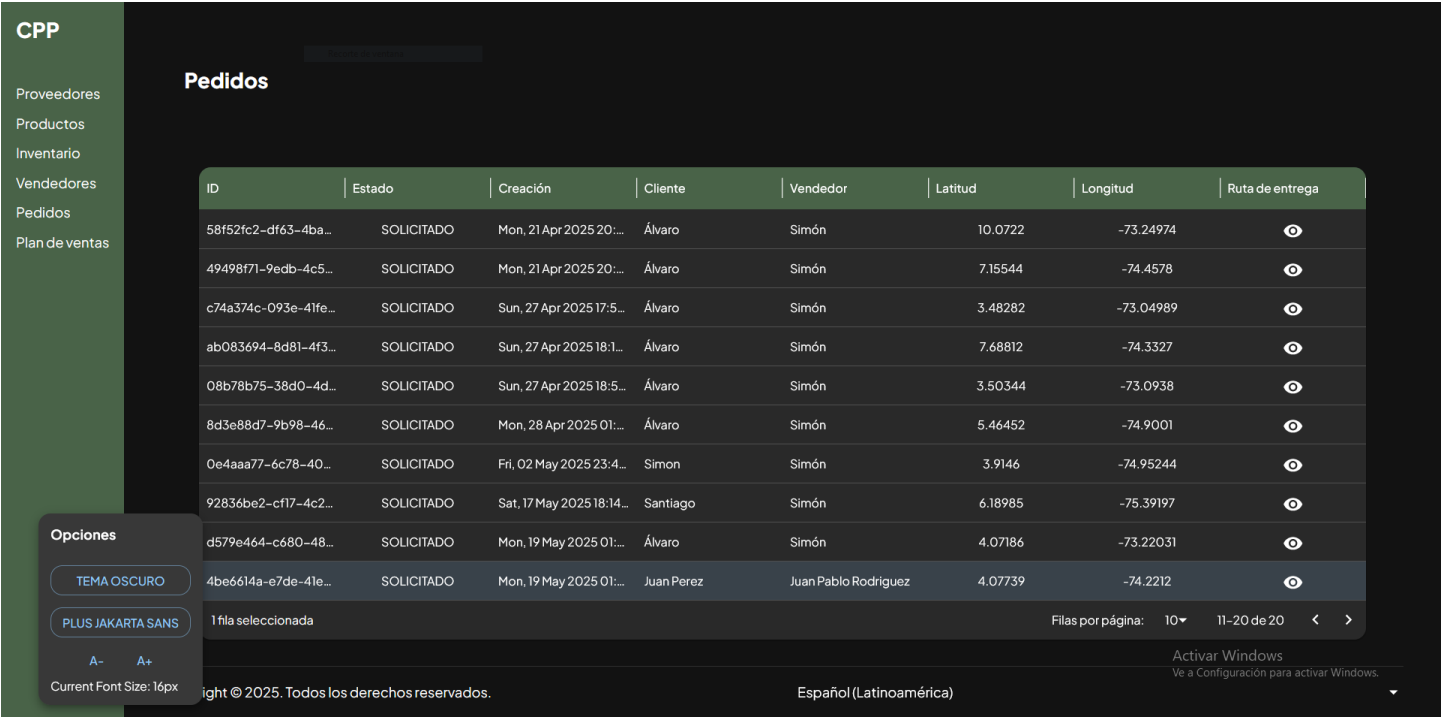 CPP
Proveedores
Productos
Inventario
Vendedores
Pedidos
Plan de ventas
Pedidos
ID Estado Creación Cliente Vendedor Latitud Longitud Ruta de entrega
58f52fc2-df63-4ba... SOLICITADO Mon, 21 Apr 2025 20:... Álvaro Simón 10.0722 -73.24974
49498f71-9edb-4c5... SOLICITADO Mon, 21 Apr 2025 20:... Álvaro Simón 7.15544 -74.4578
c74a374c-093e-41fe... SOLICITADO Sun, 27 Apr 2025 17:5... Álvaro Simón 3.48282 -73.04989
ab083694-8d81-4f3... SOLICITADO Sun, 27 Apr 2025 18:1... Álvaro Simón 7.68812 -74.3327
08b78b75-38d0-4d... SOLICITADO Sun, 27 Apr 2025 18:5... Álvaro Simón 3.50344 -73.0938
8d3e88d7-9b98-46... SOLICITADO Mon, 28 Apr 2025 01:... Álvaro Simón 5.46452 -74.9001
0e4aaa77-6c78-40... SOLICITADO Fri, 02 May 2025 23:4... Simon Simón 3.9146 -74.95244
92836be2-cf17-4c2... SOLICITADO Sat, 17 May 2025 18:14... Santiago Simón 6.18985 -75.39197
d579e464-c680-48... SOLICITADO Mon, 19 May 2025 01:... Álvaro Simón 4.07186 -73.22031
4be6614a-e7de-41e... SOLICITADO Mon, 19 May 2025 01:... Juan Perez Juan Pablo Rodriguez 4.07739 -74.2212
1 fila seleccionada Filas por página: 10 11-20 de 20
Opciones
TEMA OSCURO
PLUS JAKARTA SANS
A- A+
Current Font Size: 16px
Activar Windows
Ve a Configuración para activar Windows.
ight © 2025. Todos los derechos reservados. Español (Latinoamérica)